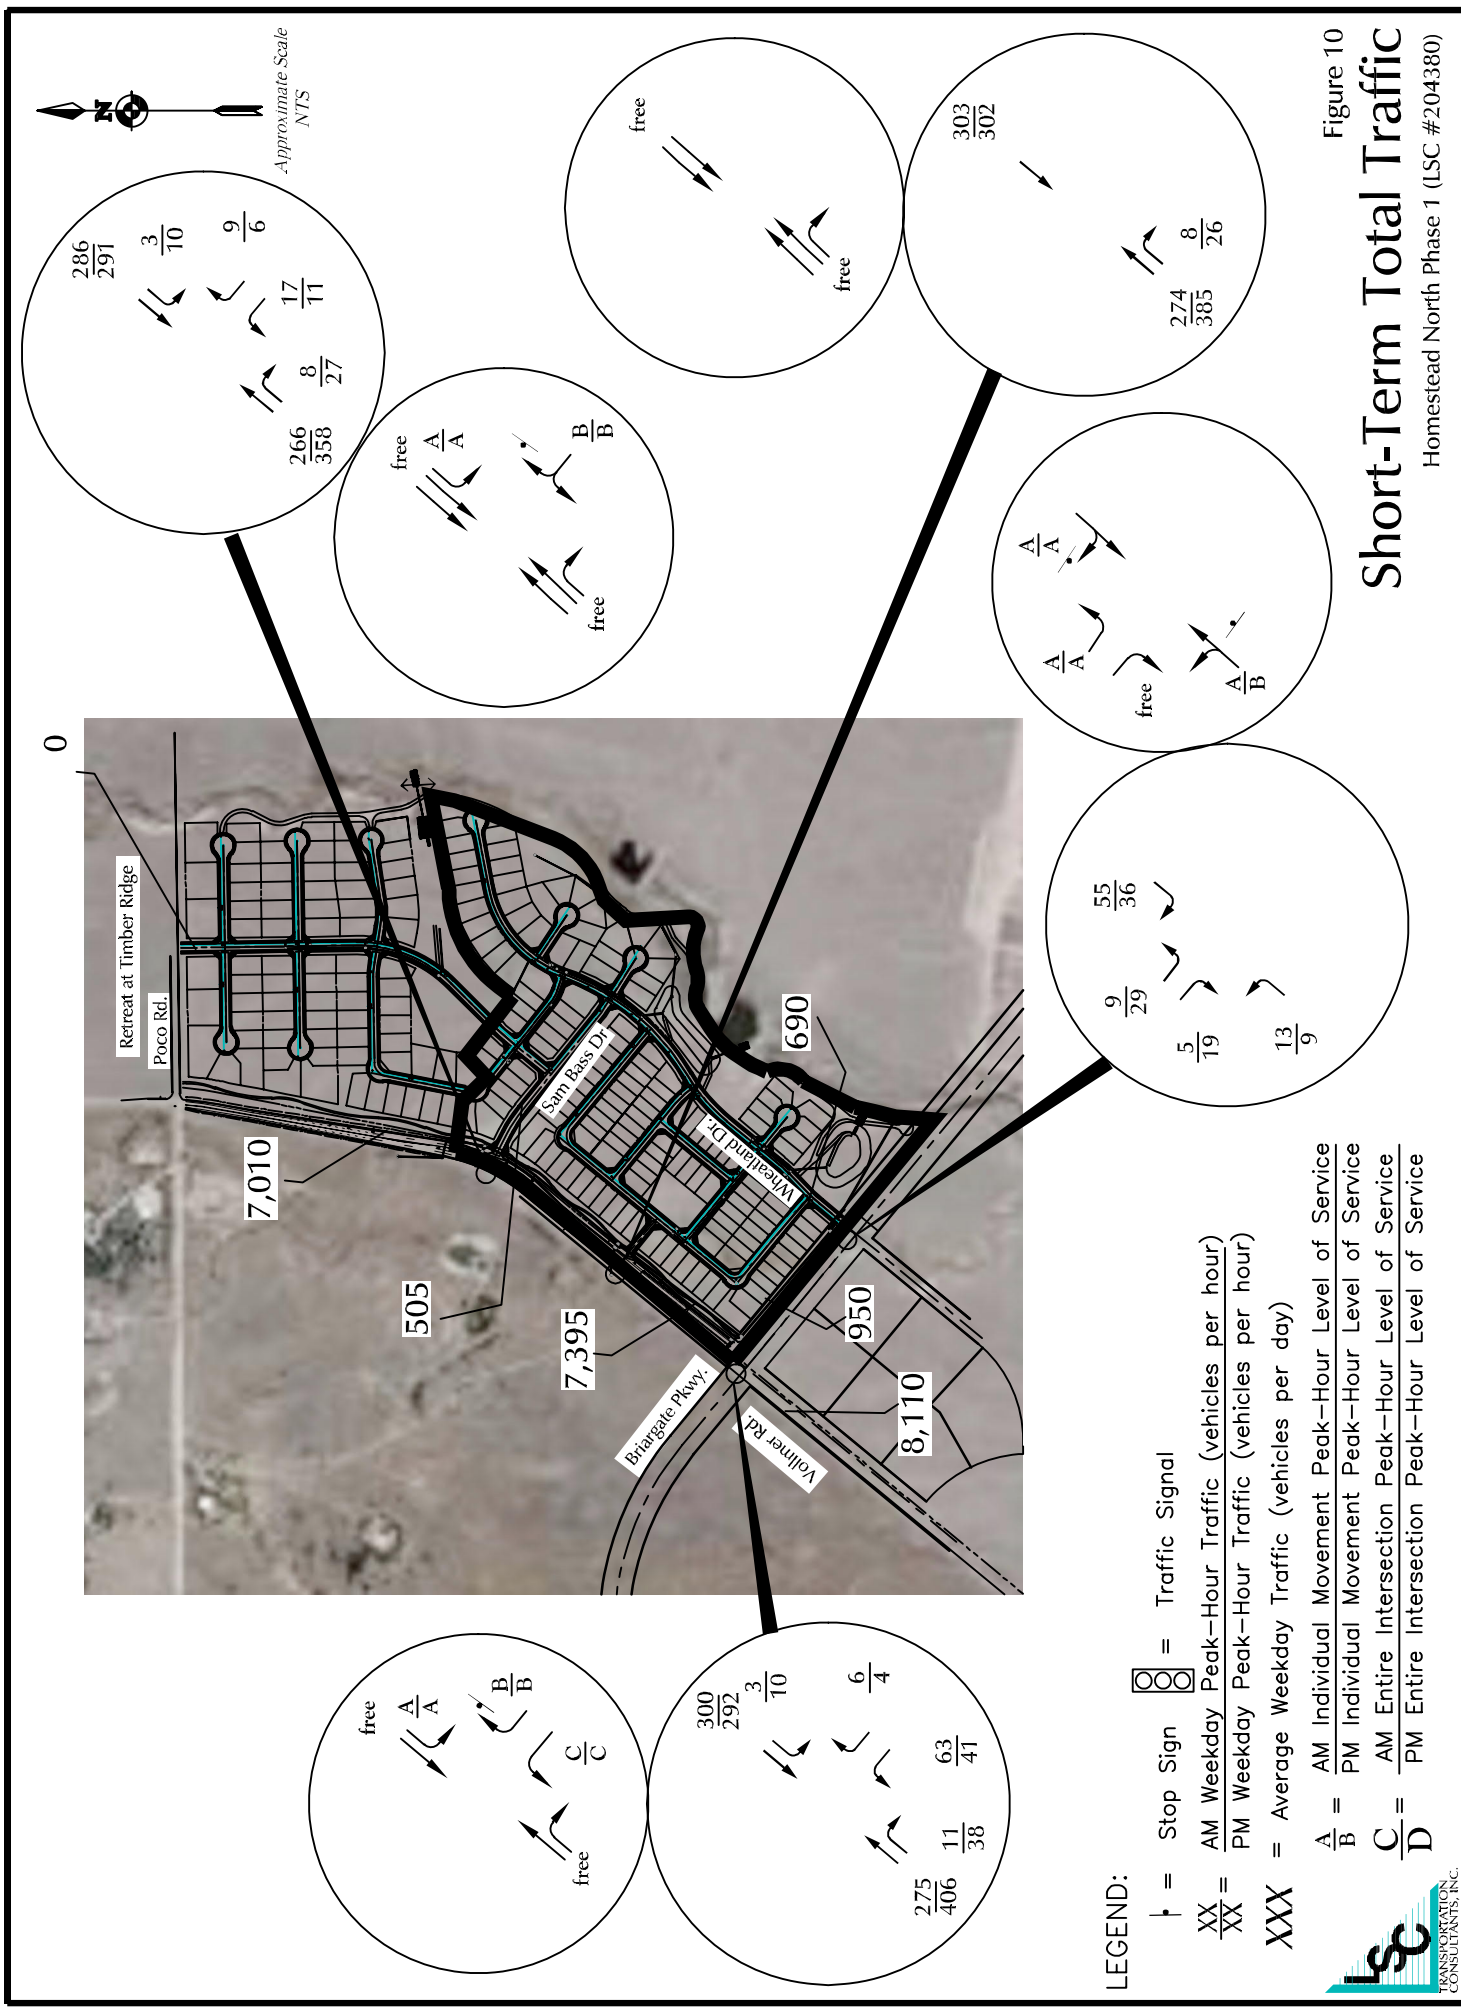 N
Approximate Scale
NTS
286
291
3
10
9
6
17
11
8
27
266
358
free
A
A
B
B
free
free
free
303
302
8
26
274
385
A
A
A
A
free
A
B
55
36
9
29
5
19
13
9
0
Retreat at Timber Ridge
Poco Rd.
7,010
Sam Bass Dr
505
690
Wheatland Dr.
7,395
950
Briargate Pkwy.
Vollmer Rd.
8,110
free
A
A
B
B
C
C
free
300
292
3
10
6
4
63
41
11
38
275
406
LEGEND:
= Stop Sign
= Traffic Signal
XX
XX
=
AM Weekday Peak-Hour Traffic (vehicles per hour)
PM Weekday Peak-Hour Traffic (vehicles per hour)
XXX = Average Weekday Traffic (vehicles per day)
A
B
=
AM Individual Movement Peak-Hour Level of Service
PM Individual Movement Peak-Hour Level of Service
C
D
=
AM Entire Intersection Peak-Hour Level of Service
PM Entire Intersection Peak-Hour Level of Service
LSC
TRANSPORTATION
CONSULTANTS, INC.
Figure 10
Short-Term Total Traffic
Homestead North Phase 1 (LSC #204380)